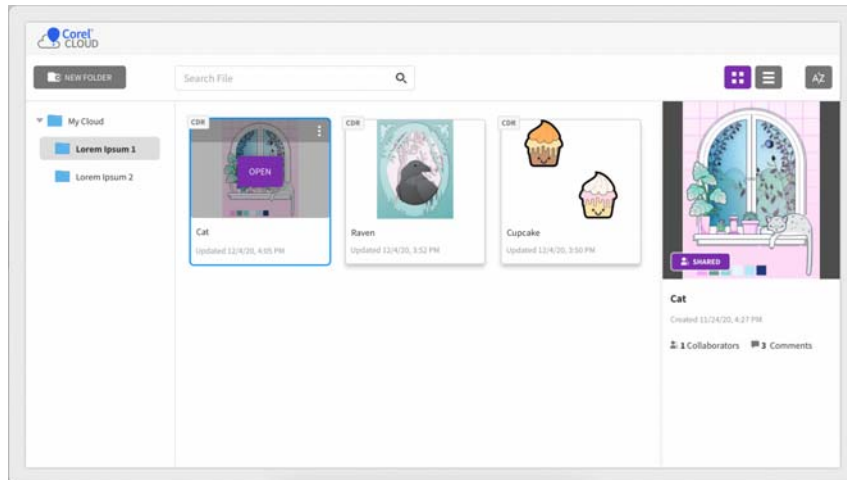 Corel
CLOUD
NEW FOLDER
Search File
AZ
My Cloud
Lorem Ipsum 1
Lorem Ipsum 2
CDR
OPEN
Cat
Updated 12/4/20, 4:05 PM
CDR
Raven
Updated 12/4/20, 3:52 PM
CDR
Cupcake
Updated 12/4/20, 3:50 PM
SHARED
Cat
Created 11/24/20, 4:27 PM
1 Collaborators 3 Comments